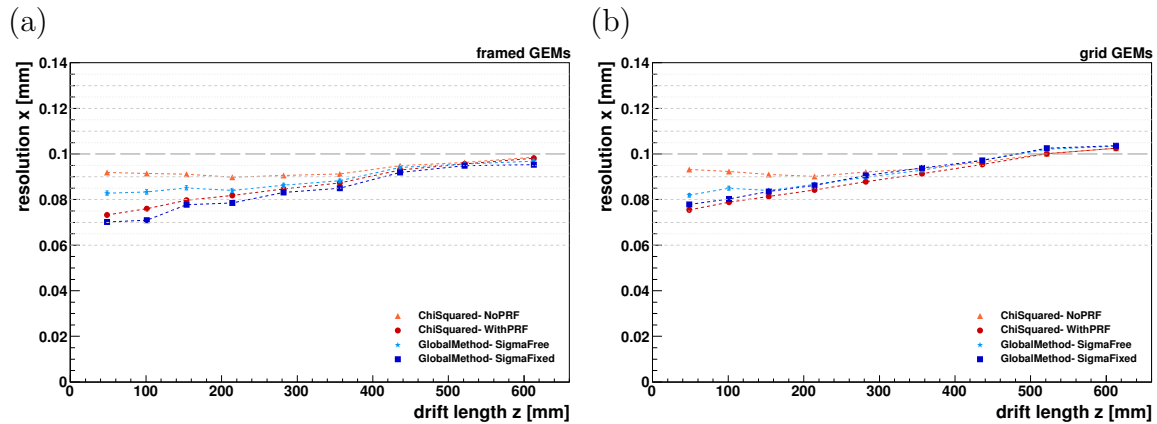 (a)
framed GEMs
resolution x [mm]
0.14
0.12
0.1
0.08
0.06
0.04
0.02
0
ChiSquared- NoPRF
ChiSquared- WithPRF
GlobalMethod- SigmaFree
GlobalMethod- SigmaFixed
0 100 200 300 400 500 600
drift length z [mm]
(b)
grid GEMs
resolution x [mm]
0.14
0.12
0.1
0.08
0.06
0.04
0.02
0
ChiSquared- NoPRF
ChiSquared- WithPRF
GlobalMethod- SigmaFree
GlobalMethod- SigmaFixed
0 100 200 300 400 500 600
drift length z [mm]